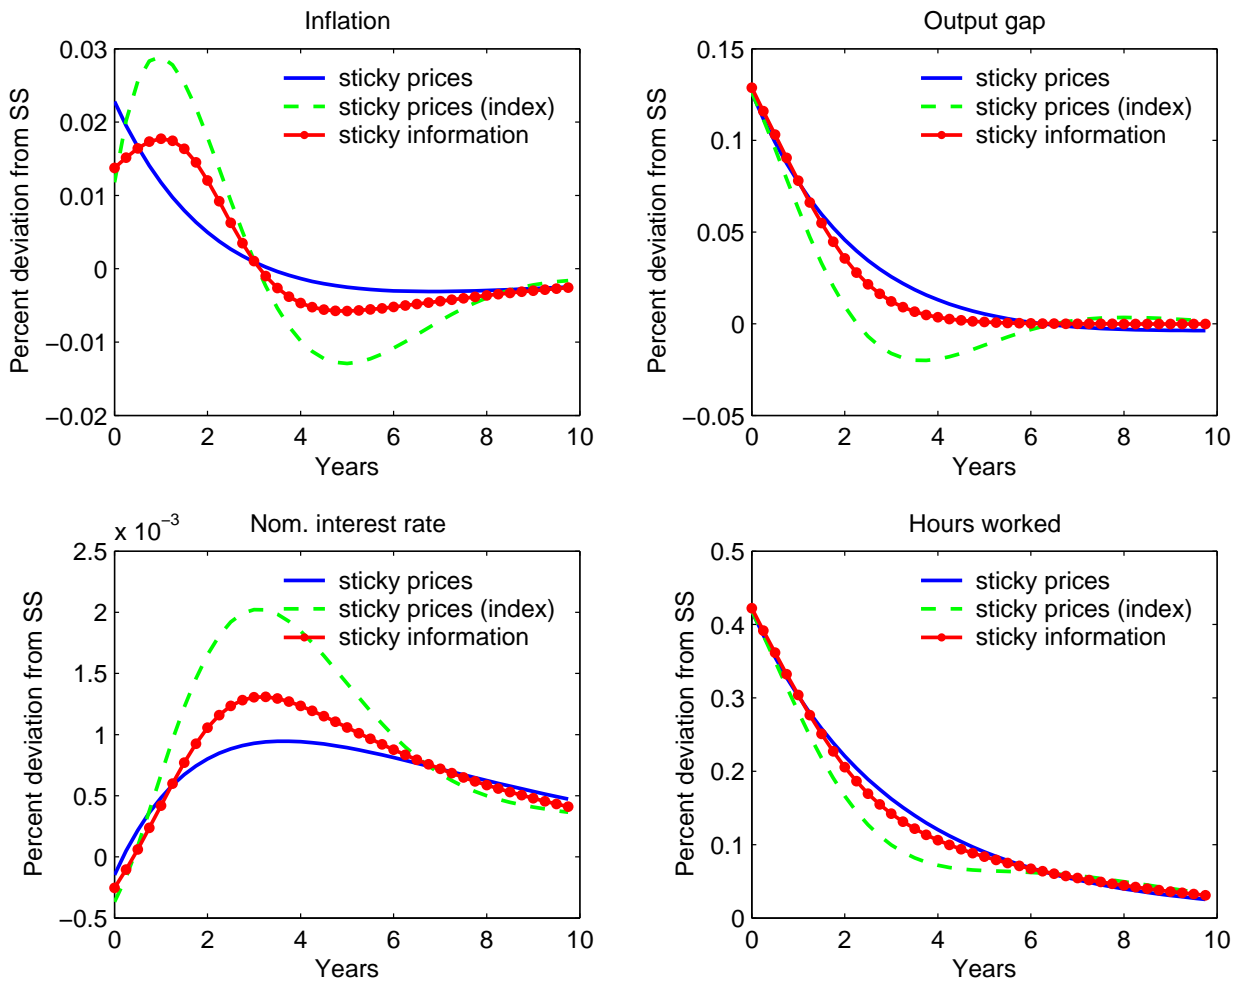 Inflation
0.03
0.02
0.01
0
−0.01
−0.02
Percent deviation from SS
sticky prices
sticky prices (index)
sticky information
0 2 4 6 8 10
Years
Output gap
0.15
0.1
0.05
0
−0.05
Percent deviation from SS
sticky prices
sticky prices (index)
sticky information
0 2 4 6 8 10
Years
x 10−3
Nom. interest rate
2.5
2
1.5
1
0.5
0
−0.5
Percent deviation from SS
sticky prices
sticky prices (index)
sticky information
0 2 4 6 8 10
Years
Hours worked
0.5
0.4
0.3
0.2
0.1
0
Percent deviation from SS
sticky prices
sticky prices (index)
sticky information
0 2 4 6 8 10
Years